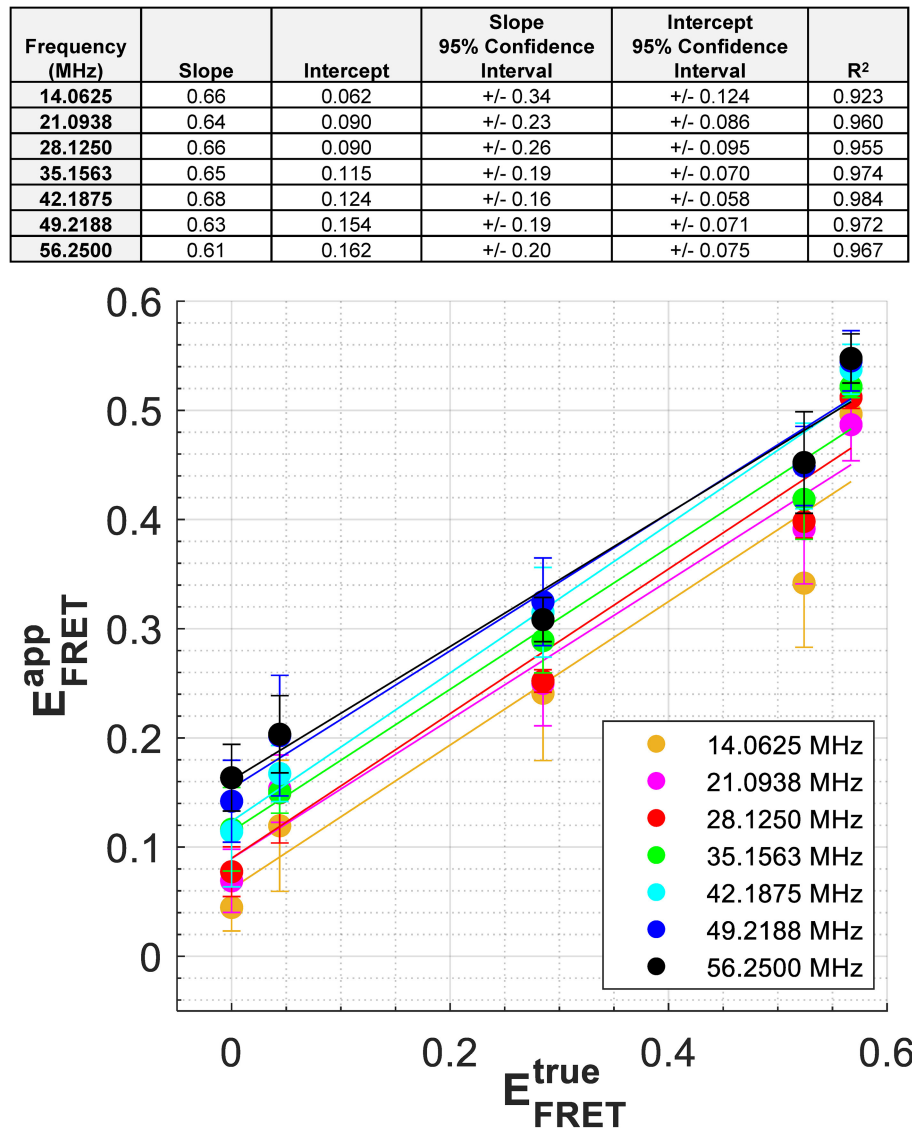 Frequency (MHz) Slope Intercept Slope 95% Confidence Interval Intercept 95% Confidence Interval R²
14.0625 0.66 0.062 +/- 0.34 +/- 0.124 0.923
21.0938 0.64 0.090 +/- 0.23 +/- 0.086 0.960
28.1250 0.66 0.090 +/- 0.26 +/- 0.095 0.955
35.1563 0.65 0.115 +/- 0.19 +/- 0.070 0.974
42.1875 0.68 0.124 +/- 0.16 +/- 0.058 0.984
49.2188 0.63 0.154 +/- 0.19 +/- 0.071 0.972
56.2500 0.61 0.162 +/- 0.20 +/- 0.075 0.967
0.6
0.5
0.4
0.3
0.2
0.1
0
E app FRET
14.0625 MHz
21.0938 MHz
28.1250 MHz
35.1563 MHz
42.1875 MHz
49.2188 MHz
56.2500 MHz
0 0.2 0.4 0.6
E true FRET